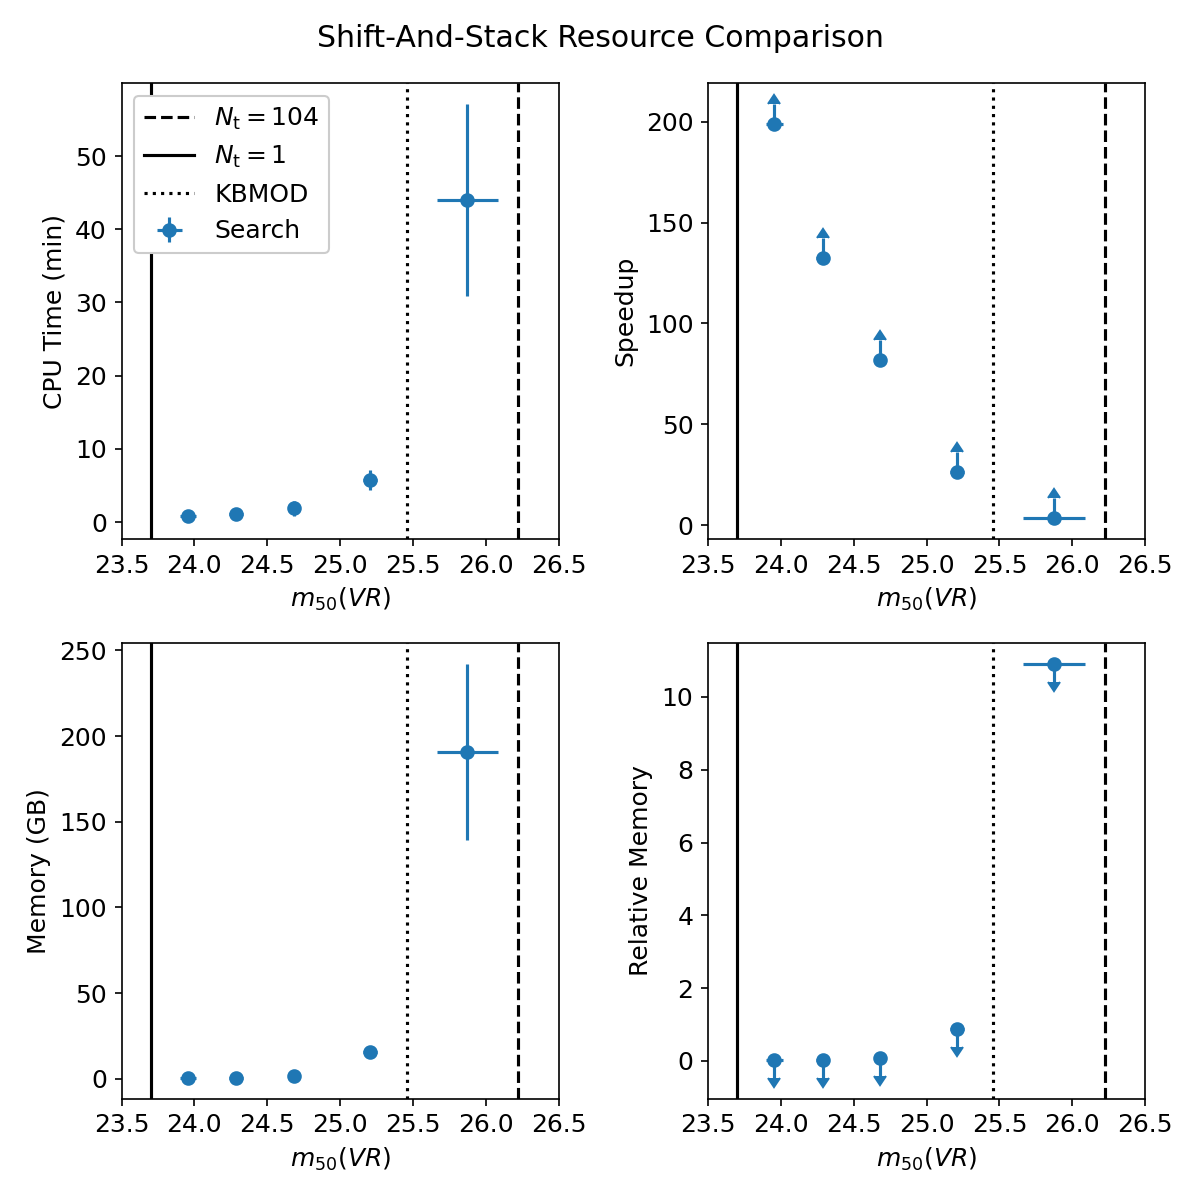 Shift-And-Stack Resource Comparison
N_t = 104
N_t = 1
KBMOD
Search
CPU Time (min)
50
40
30
20
10
0
23.5 24.0 24.5 25.0 25.5 26.0 26.5
m_50(VR)
Speedup
200
150
100
50
0
23.5 24.0 24.5 25.0 25.5 26.0 26.5
m_50(VR)
Memory (GB)
250
200
150
100
50
0
23.5 24.0 24.5 25.0 25.5 26.0 26.5
m_50(VR)
Relative Memory
10
8
6
4
2
0
23.5 24.0 24.5 25.0 25.5 26.0 26.5
m_50(VR)